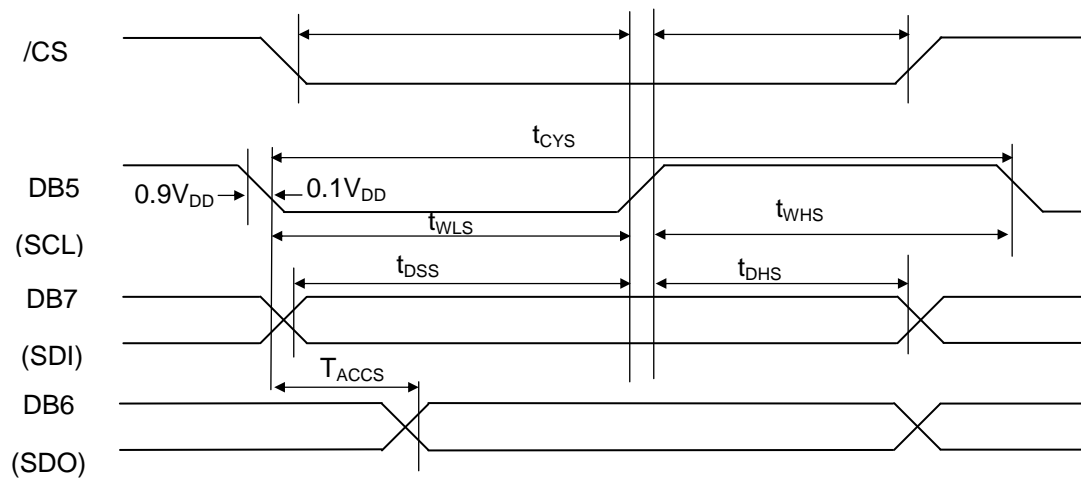 /CS
tCYS
DB5
0.9VDD
0.1VDD
(SCL)
tWLS
tWHS
tDSS
tDHS
DB7
(SDI)
TACCS
DB6
(SDO)